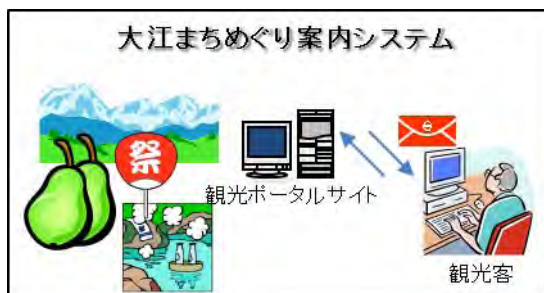 大江まちめぐり案内システム
祭
観光ポータルサイト
観光客